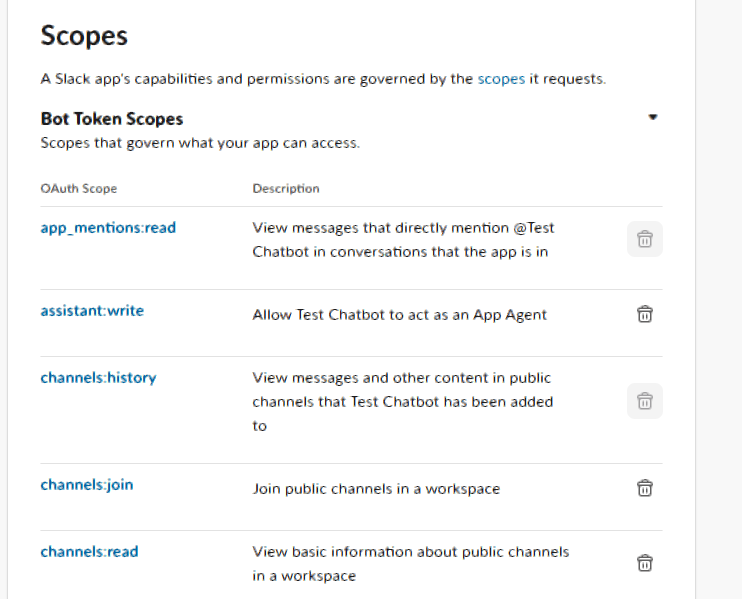 Scopes
A Slack app's capabilities and permissions are governed by the scopes it requests.
Bot Token Scopes
Scopes that govern what your app can access.
OAuth Scope Description
app_mentions:read View messages that directly mention @Test
Chatbot in conversations that the app is in
assistant:write Allow Test Chatbot to act as an App Agent
channels:history View messages and other content in public
channels that Test Chatbot has been added
to
channels:join Join public channels in a workspace
channels:read View basic information about public channels
in a workspace